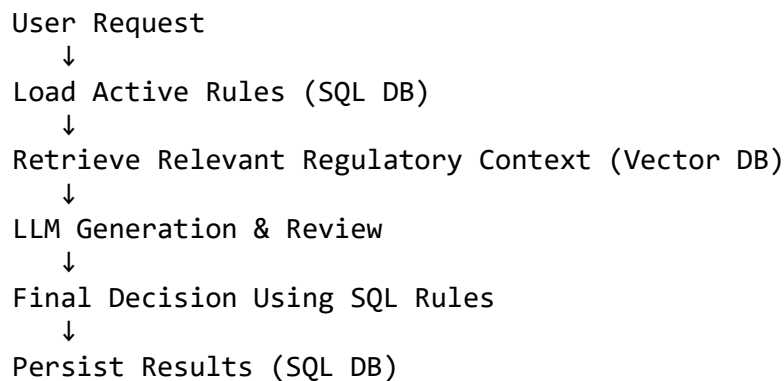 User Request
↓
Load Active Rules (SQL DB)
↓
Retrieve Relevant Regulatory Context (Vector DB)
↓
LLM Generation & Review
↓
Final Decision Using SQL Rules
↓
Persist Results (SQL DB)